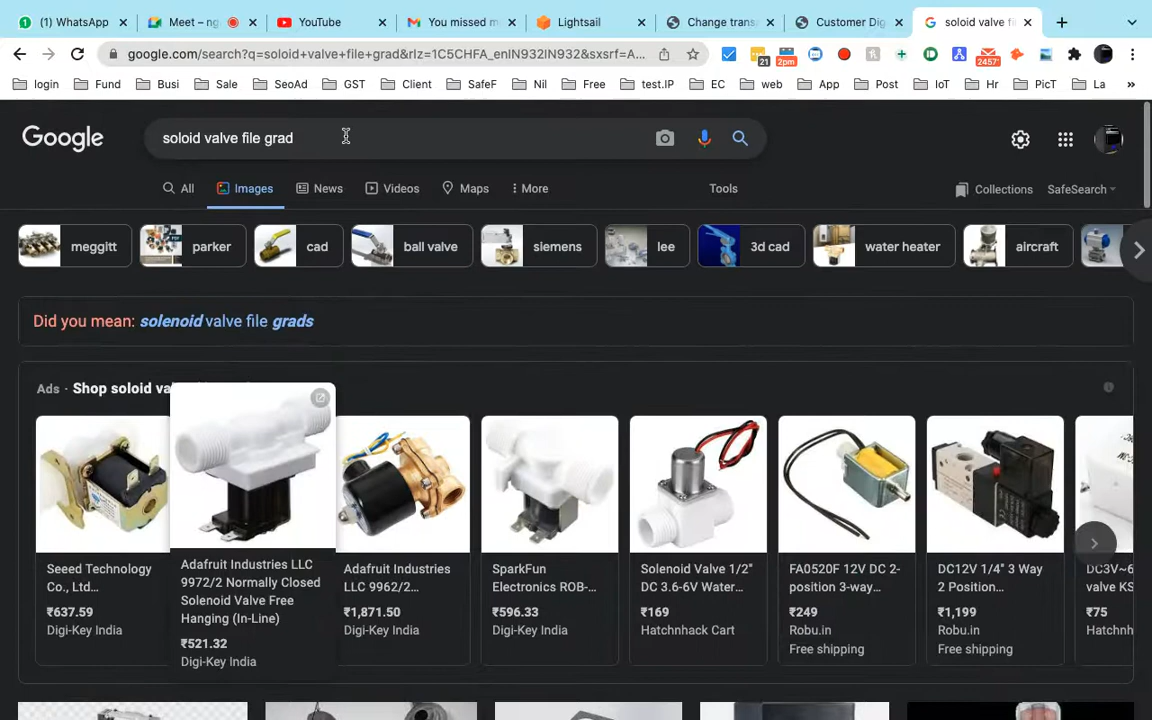 (1) WhatsApp
Meet – ng
YouTube
You missed m
Lightsail
Change trans
Customer Dig
soloid valve fi
google.com/search?q=soloid+valve+file+grad&rlz=1C5CHFA_enIN932IN932&sxsrf=A...
21
2pm
2457
login
Fund
Busi
Sale
SeoAd
GST
Client
SafeF
Nil
Free
test.IP
EC
web
App
Post
IoT
Hr
PicT
La
»
Google
soloid valve file grad
All
Images
News
Videos
Maps
More
Tools
Collections
SafeSearch
meggitt
parker
cad
ball valve
siemens
lee
3d cad
water heater
aircraft
Did you mean: solenoid valve file grads
Ads · Shop soloid va
Seeed Technology
Co., Ltd...
₹637.59
Digi-Key India
Adafruit Industries LLC
9972/2 Normally Closed
Solenoid Valve Free
Hanging (In-Line)
₹521.32
Digi-Key India
Adafruit Industries
LLC 9962/2...
₹1,871.50
Digi-Key India
SparkFun
Electronics ROB-...
₹596.33
Digi-Key India
Solenoid Valve 1/2"
DC 3.6-6V Water...
₹169
Hatchnhack Cart
FA0520F 12V DC 2-
position 3-way...
₹249
Robu.in
Free shipping
DC12V 1/4" 3 Way
2 Position...
₹1,199
Robu.in
Free shipping
DC3V~6
valve KS
₹75
Hatchnh